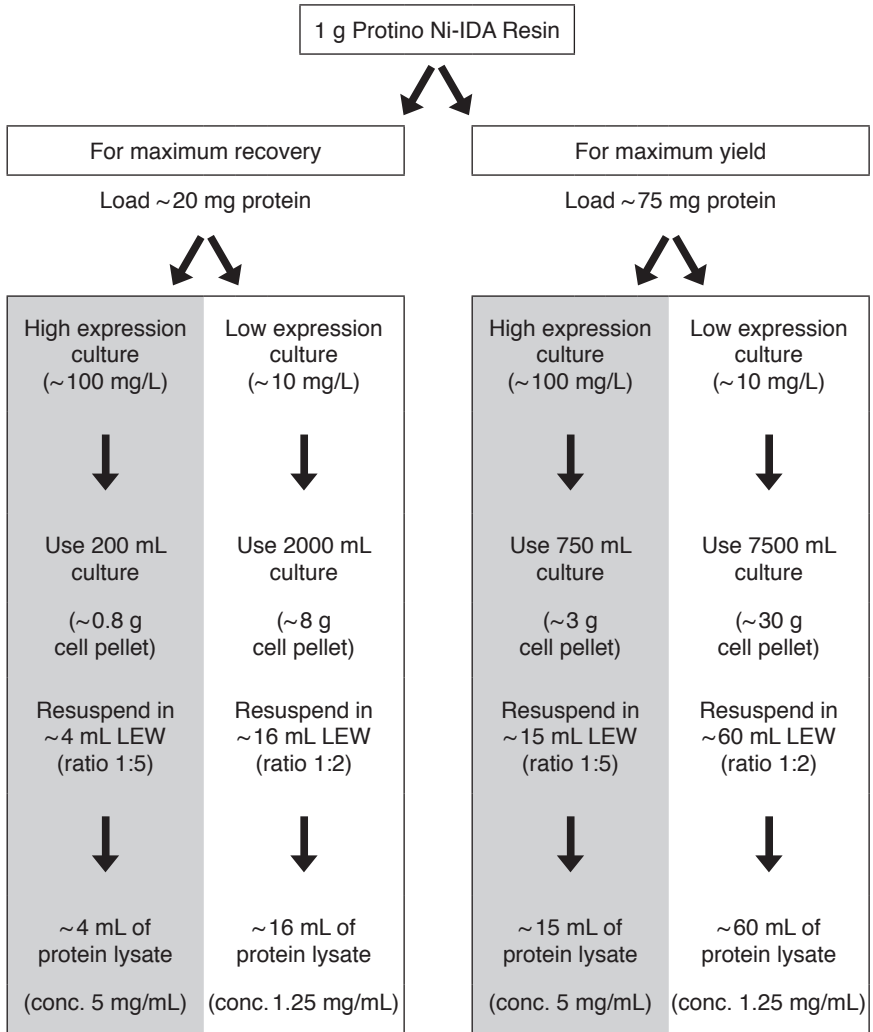 1 g Protino Ni-IDA Resin
For maximum recovery
Load ~20 mg protein
High expression
culture
(~100 mg/L)
Use 200 mL
culture
(~0.8 g
cell pellet)
Resuspend in
~4 mL LEW
(ratio 1:5)
~4 mL of
protein lysate
(conc. 5 mg/mL)
Low expression
culture
(~10 mg/L)
Use 2000 mL
culture
(~8 g
cell pellet)
Resuspend in
~16 mL LEW
(ratio 1:2)
~16 mL of
protein lysate
(conc. 1.25 mg/mL)
For maximum yield
Load ~75 mg protein
High expression
culture
(~100 mg/L)
Use 750 mL
culture
(~3 g
cell pellet)
Resuspend in
~15 mL LEW
(ratio 1:5)
~15 mL of
protein lysate
(conc. 5 mg/mL)
Low expression
culture
(~10 mg/L)
Use 7500 mL
culture
(~30 g
cell pellet)
Resuspend in
~60 mL LEW
(ratio 1:2)
~60 mL of
protein lysate
(conc. 1.25 mg/mL)